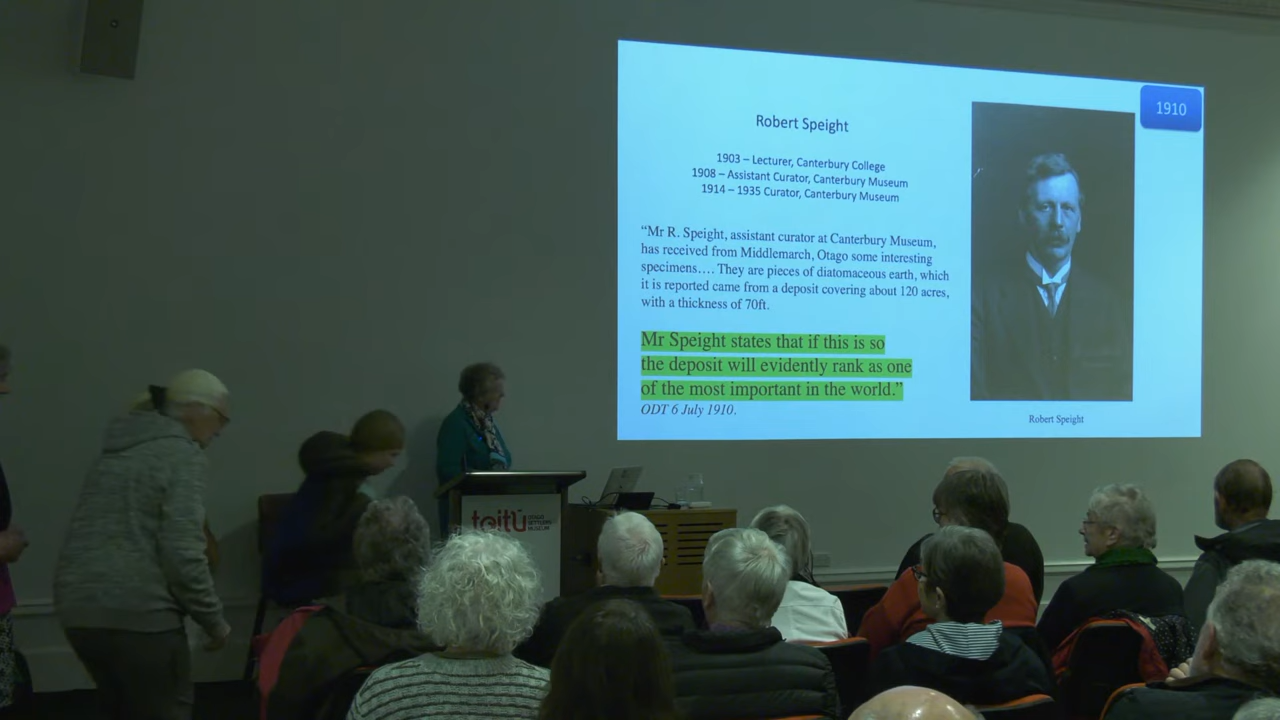 1910
Robert Speight
1903 – Lecturer, Canterbury College
1908 – Assistant Curator, Canterbury Museum
1914 – 1935 Curator, Canterbury Museum
“Mr R. Speight, assistant curator at Canterbury Museum,
has received from Middlemarch, Otago some interesting
specimens…. They are pieces of diatomaceous earth, which
it is reported came from a deposit covering about 120 acres,
with a thickness of 70ft.
Mr Speight states that if this is so
the deposit will evidently rank as one
of the most important in the world.”
ODT 6 July 1910.
Robert Speight
toitū
OTAGO
SETTLERS
MUSEUM